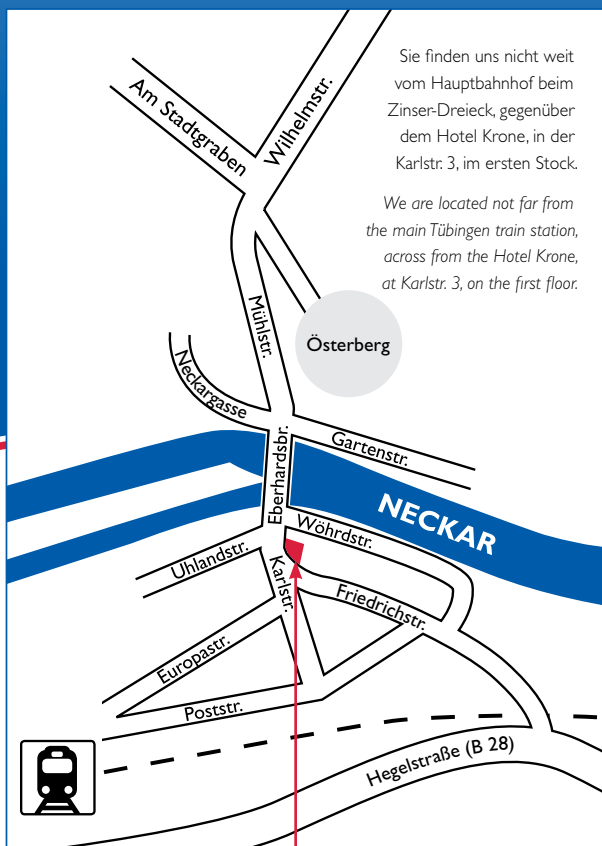 Sie finden uns nicht weit
vom Hauptbahnhof beim
Zinser-Dreieck, gegenüber
dem Hotel Krone, in der
Karlstr. 3, im ersten Stock.
We are located not far from
the main Tübingen train station,
across from the Hotel Krone,
at Karlstr. 3, on the first floor.
Am Stadtgraben
Wilhelmstr.
Mühlstr.
Österberg
Neckargasse
Gartenstr.
Eberhardsbr.
NECKAR
Wöhrdstr.
Uhlandstr.
Karlstr.
Friedrichstr.
Europastr.
Poststr.
Hegelstraße (B 28)